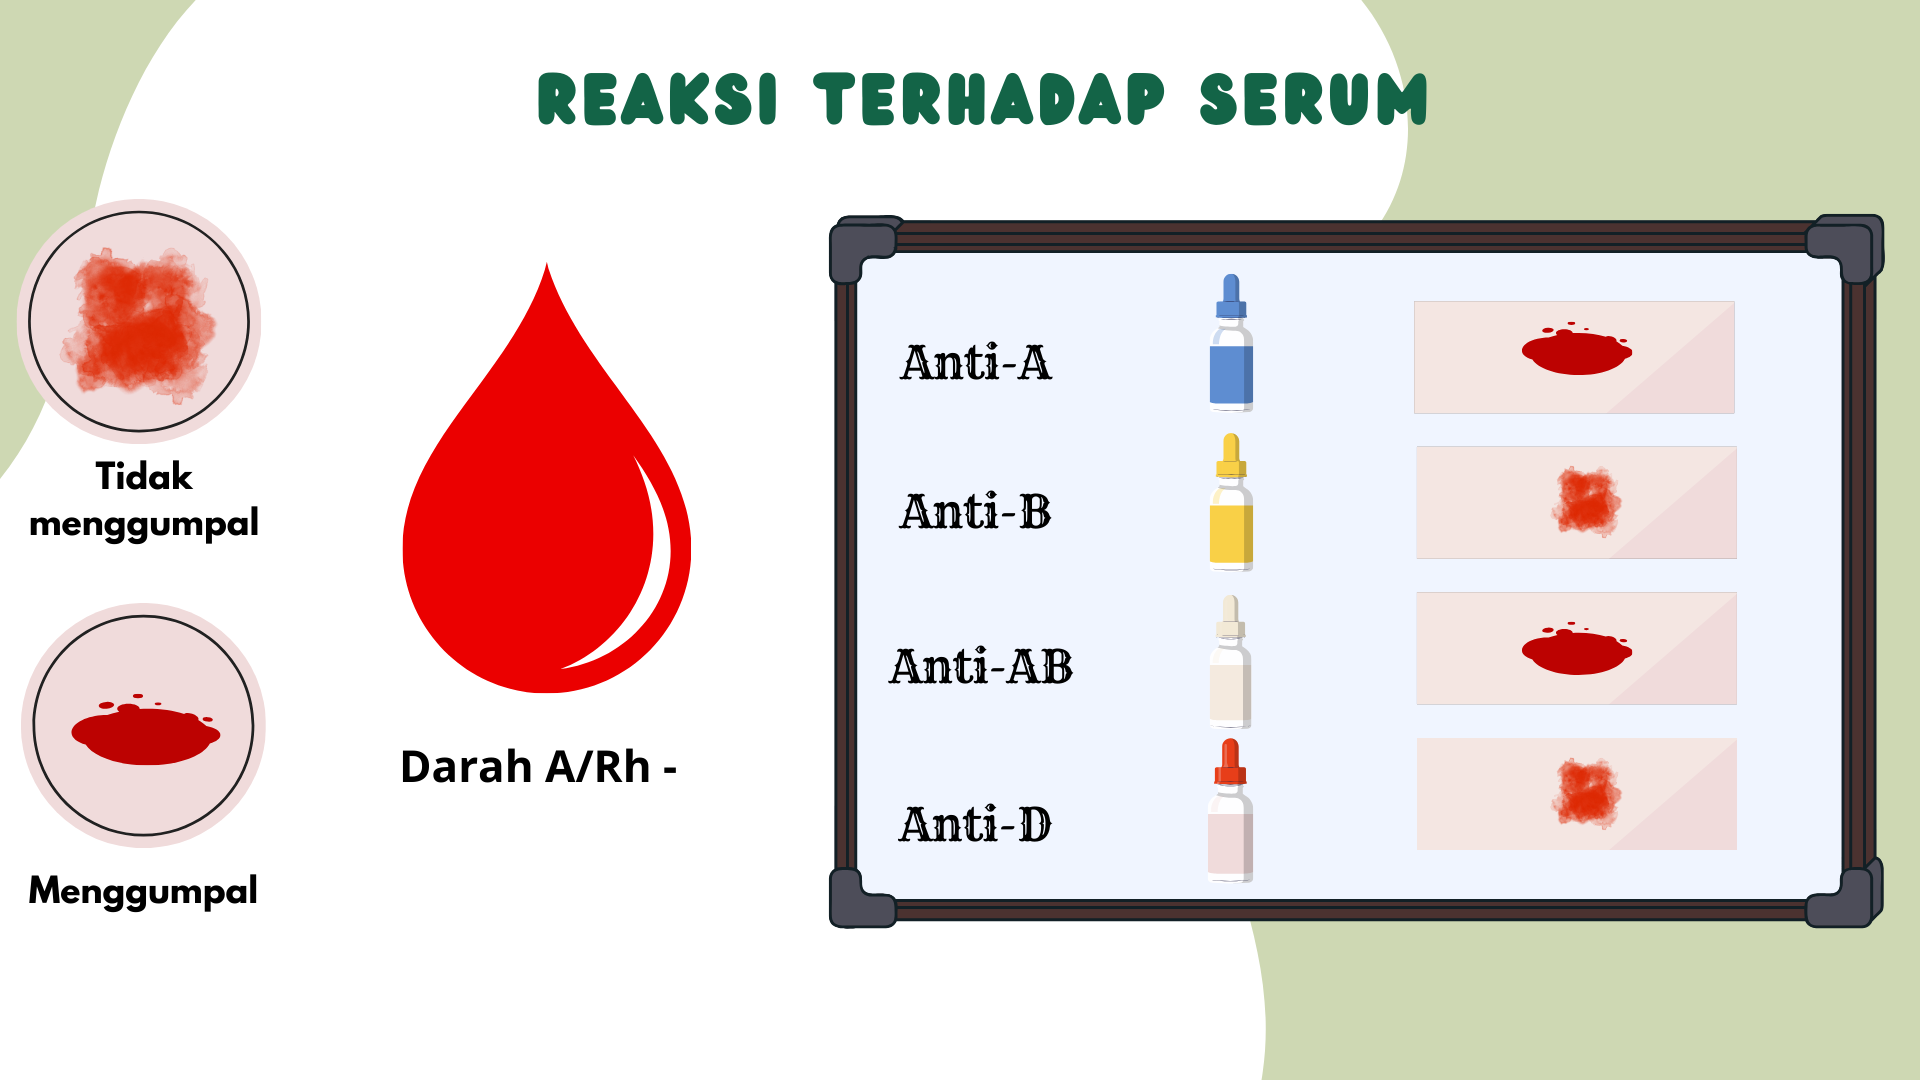 REAKSI TERHADAP SERUM
Tidak
menggumpal
Menggumpal
Darah A/Rh -
Anti-A
Anti-B
Anti-AB
Anti-D